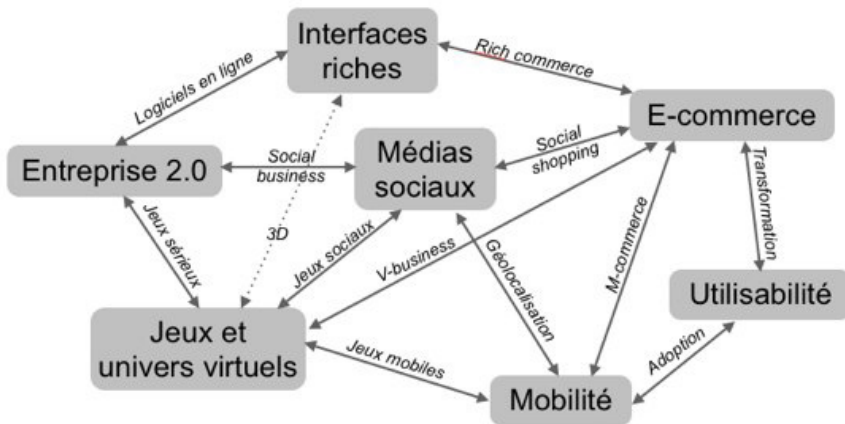 Interfaces
riches
Rich commerce
Logiciels en ligne
E-commerce
Entreprise 2.0
Social
business
Médias
sociaux
Social
shopping
Transformation
Jeux sérieux
3D
Jeux sociaux
V-business
Géolocalisation
M-commerce
Utilisabilité
Jeux et
univers virtuels
Jeux mobiles
Adoption
Mobilité